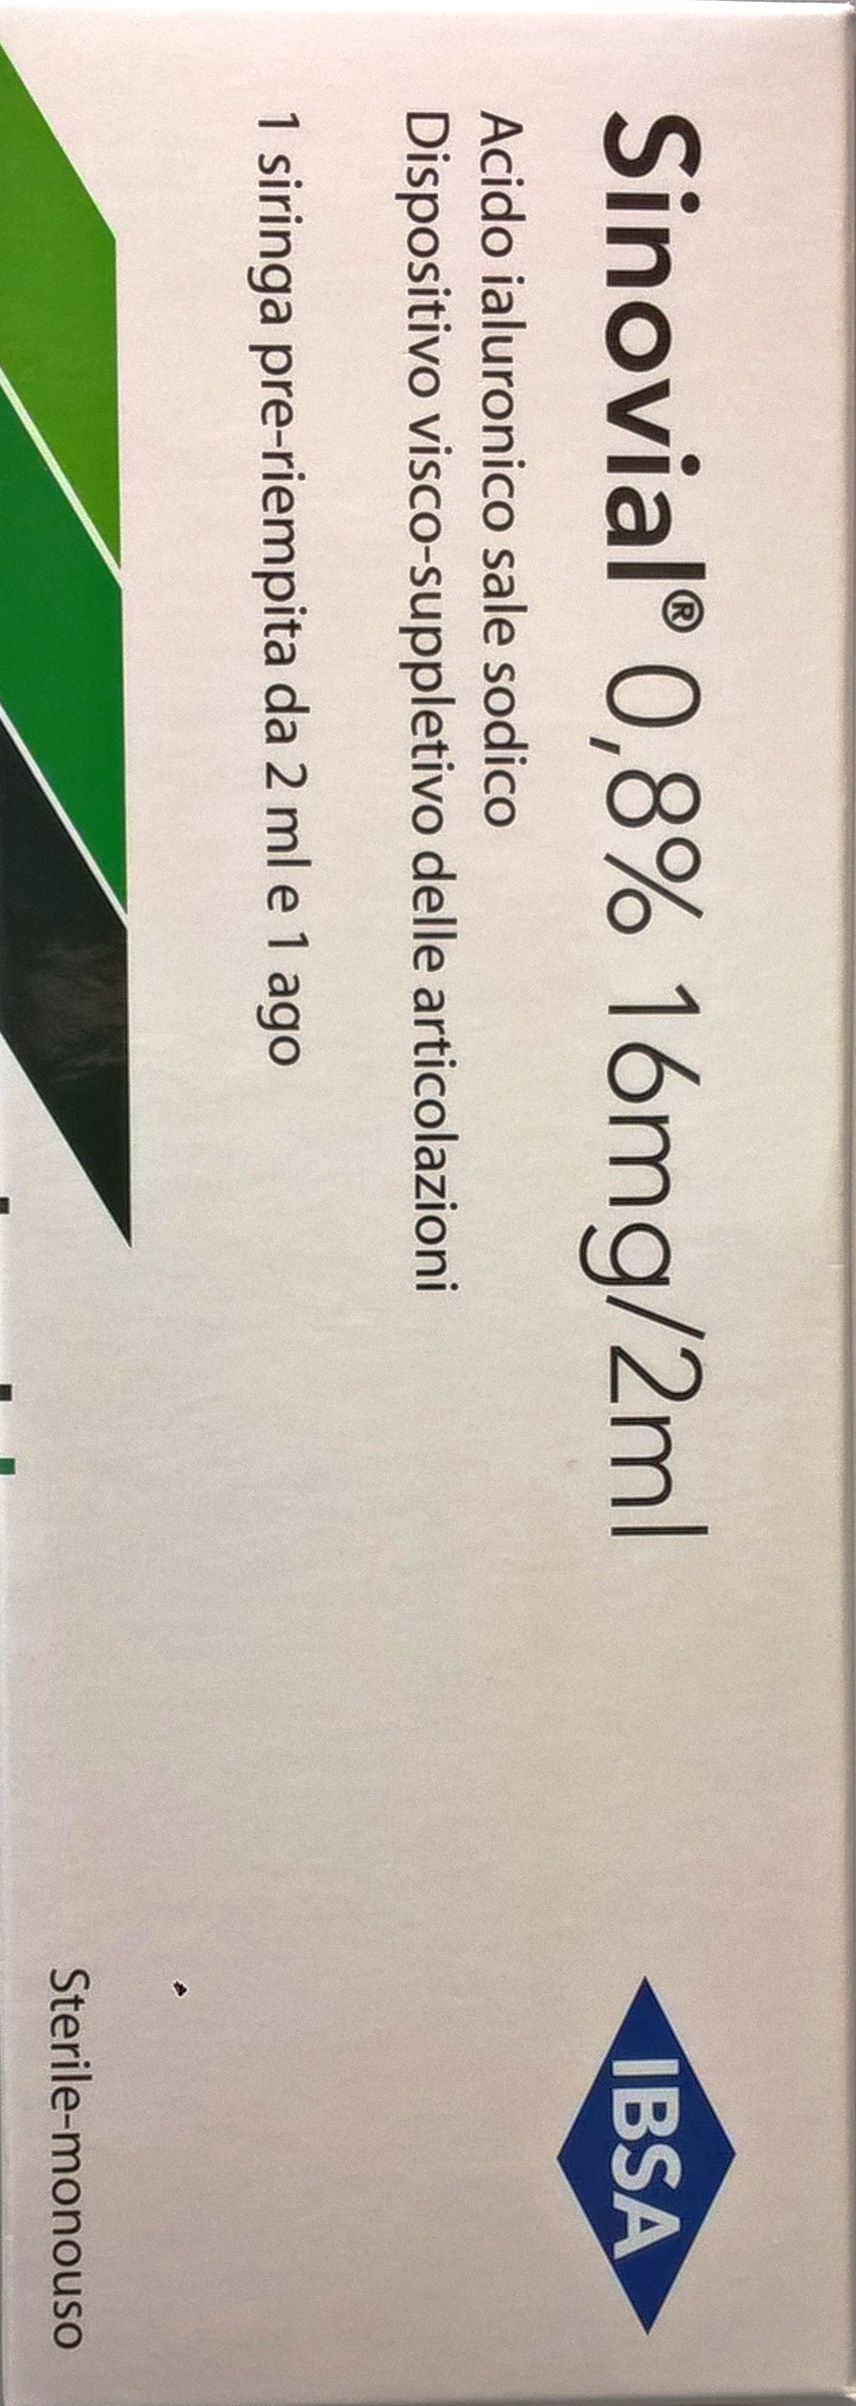 Sinovial® 0,8% 16mg/2ml
Acido ialuronico sale sodico
Dispositivo visco-suppletivo delle articolazioni
1 siringa pre-riempita da 2 ml e 1 ago
IBSA
Sterile-monouso